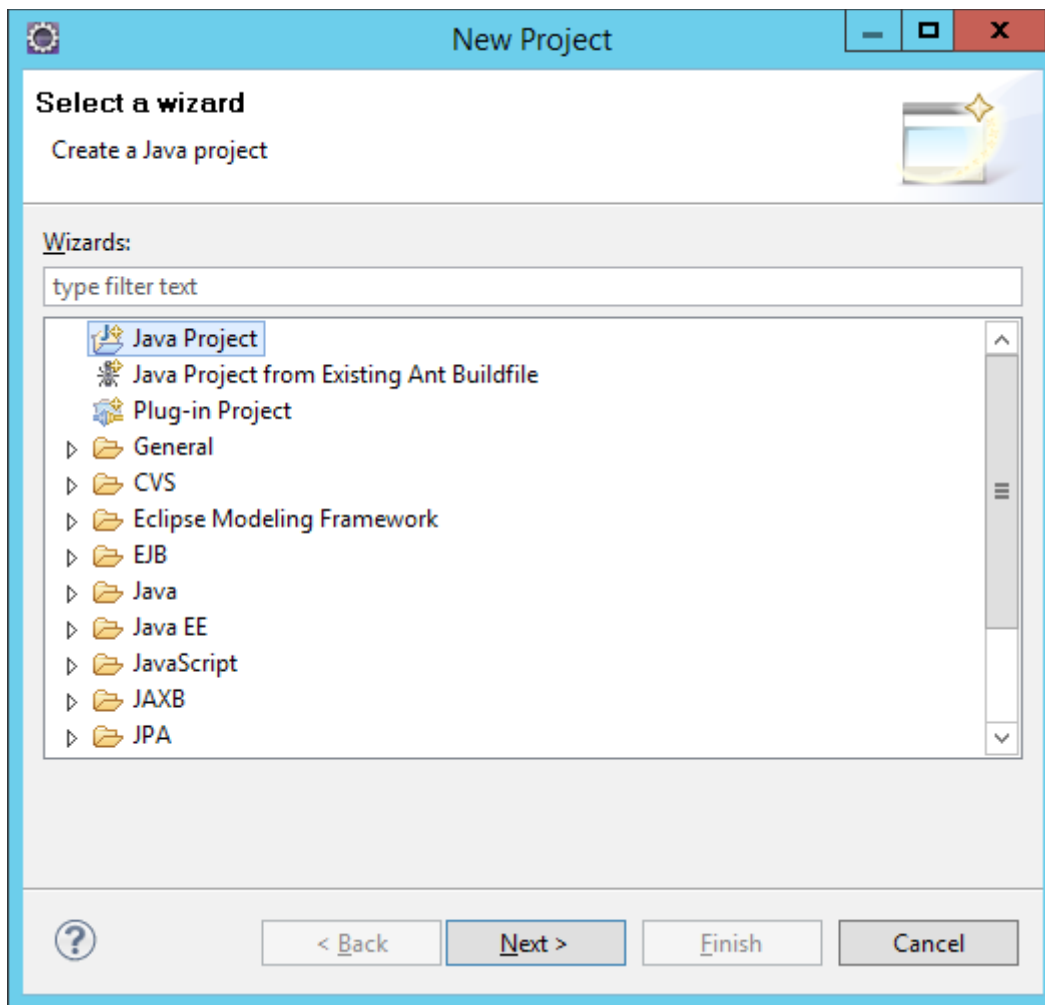 New Project
Select a wizard
Create a Java project
Wizards:
type filter text
Java Project
Java Project from Existing Ant Buildfile
Plug-in Project
General
CVS
Eclipse Modeling Framework
EJB
Java
Java EE
JavaScript
JAXB
JPA
? < Back Next > Finish Cancel